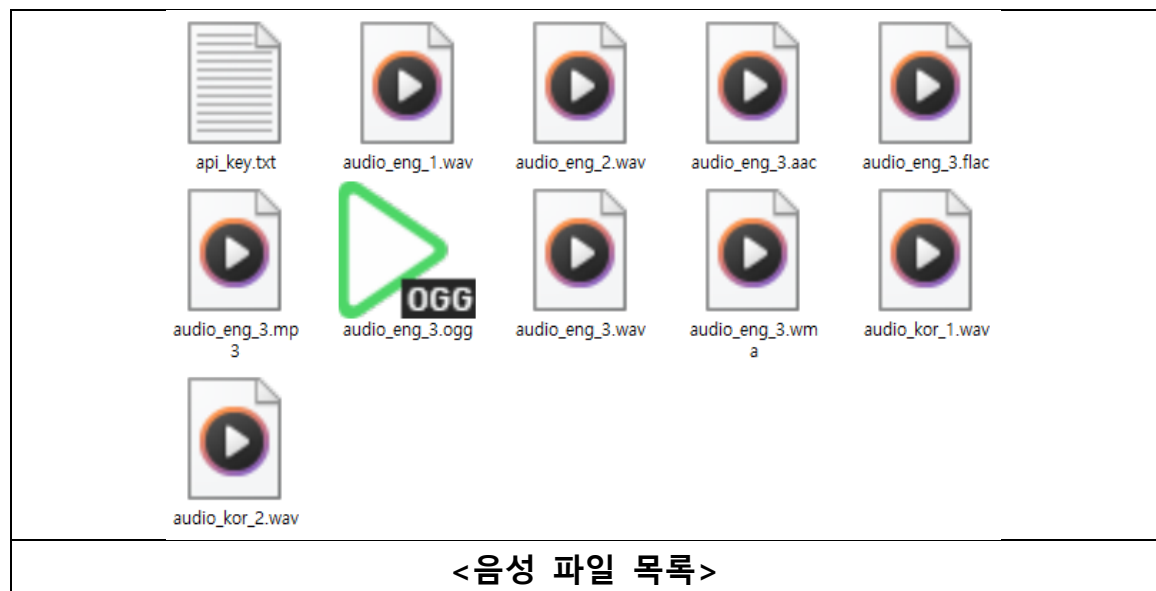 api_key.txt
audio_eng_1.wav
audio_eng_2.wav
audio_eng_3.aac
audio_eng_3.flac
OGG
audio_eng_3.mp
3
audio_eng_3.ogg
audio_eng_3.wav
audio_eng_3.wm
a
audio_kor_1.wav
audio_kor_2.wav
<음성 파일 목록>